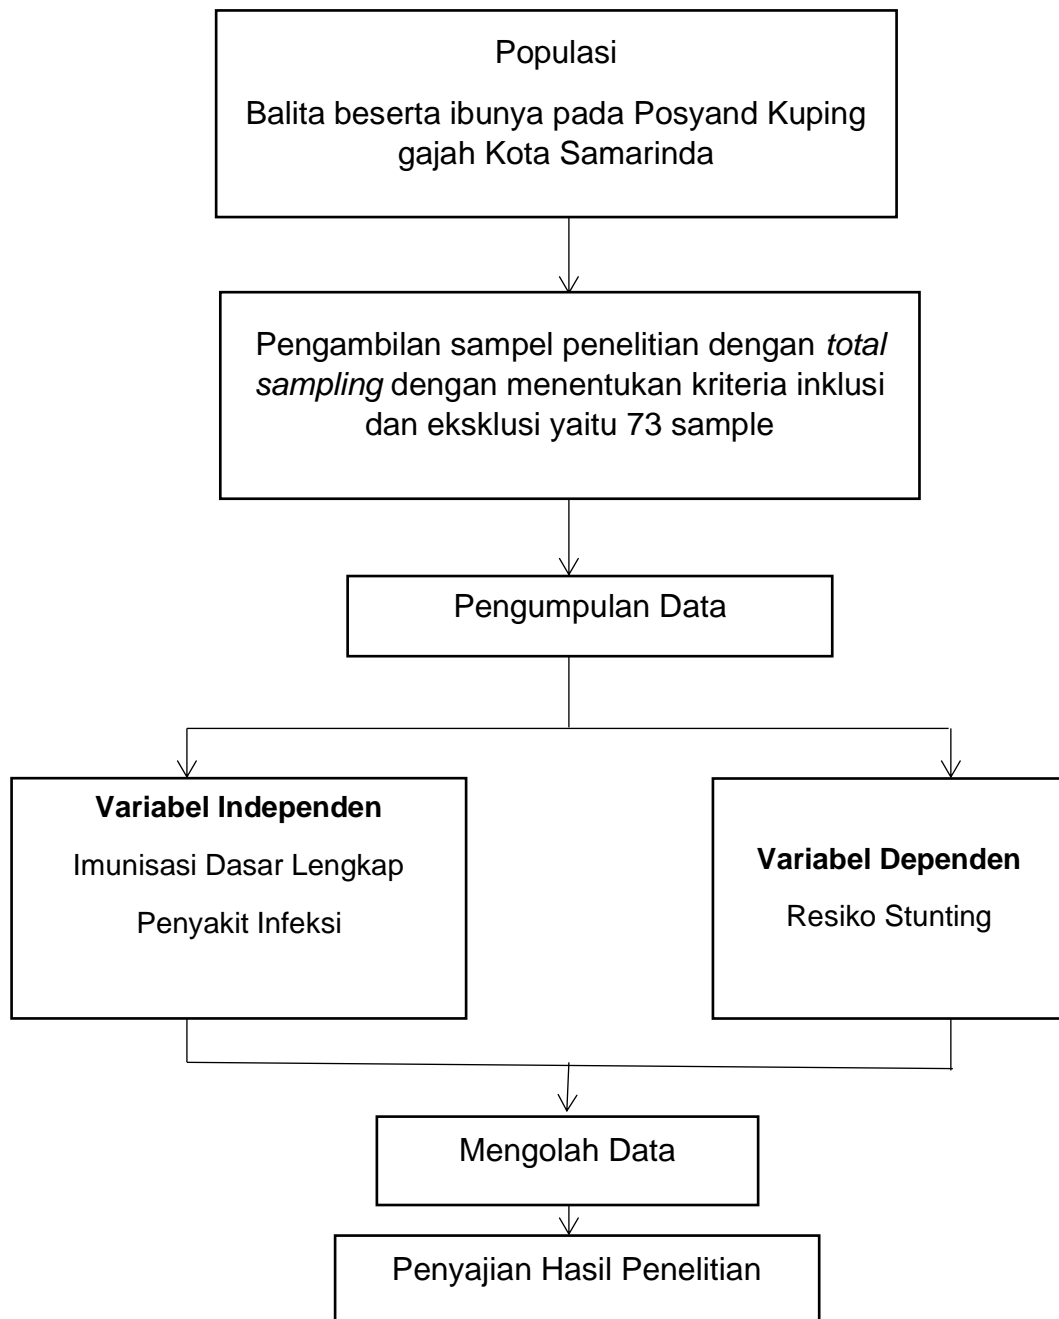 Populasi
Balita beserta ibunya pada Posyand Kuping
gajah Kota Samarinda
Pengambilan sampel penelitian dengan total
sampling dengan menentukan kriteria inklusi
dan eksklusi yaitu 73 sample
Pengumpulan Data
Variabel Independen
Imunisasi Dasar Lengkap
Penyakit Infeksi
Variabel Dependen
Resiko Stunting
Mengolah Data
Penyajian Hasil Penelitian